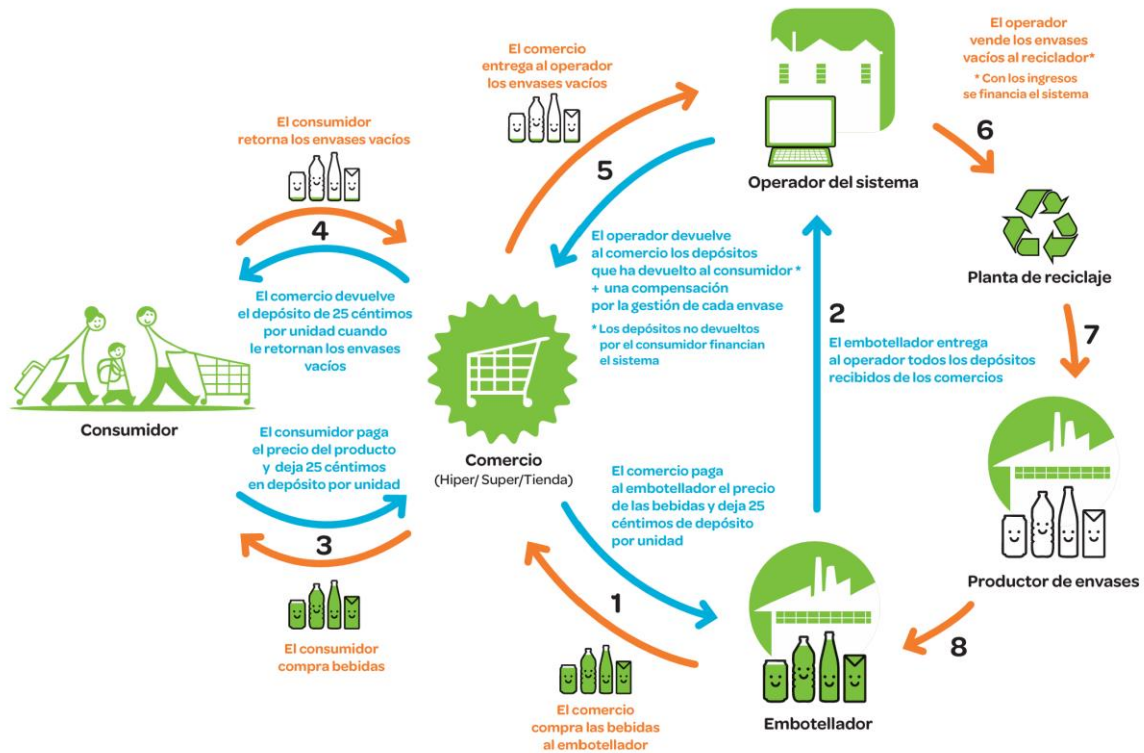 El comercio
entrega al operador
los envases vacíos
El operador
vende los envases
vacíos al reciclador*
* Con los ingresos
se financia el sistema
El consumidor
retorna los envases vacíos
6
5
Operador del sistema
4
El operador devuelve
al comercio los depósitos
que ha devuelto al consumidor *
+ una compensación
por la gestión de cada envase
* Los depósitos no devueltos
por el consumidor financian
el sistema
Planta de reciclaje
El comercio devuelve
el depósito de 25 céntimos
por unidad cuando
le retornan los envases
vacíos
2
El embotellador entrega
al operador todos los depósitos
recibidos de los comercios
7
Consumidor
El consumidor paga
el precio del producto
y deja 25 céntimos
en depósito por unidad
Comercio
(Hiper/ Super/Tienda)
El comercio paga
al embotellador el precio
de las bebidas y deja 25
céntimos de depósito
por unidad
3
Productor de envases
1
8
El consumidor
compra bebidas
El comercio
compra las bebidas
al embotellador
Embotellador